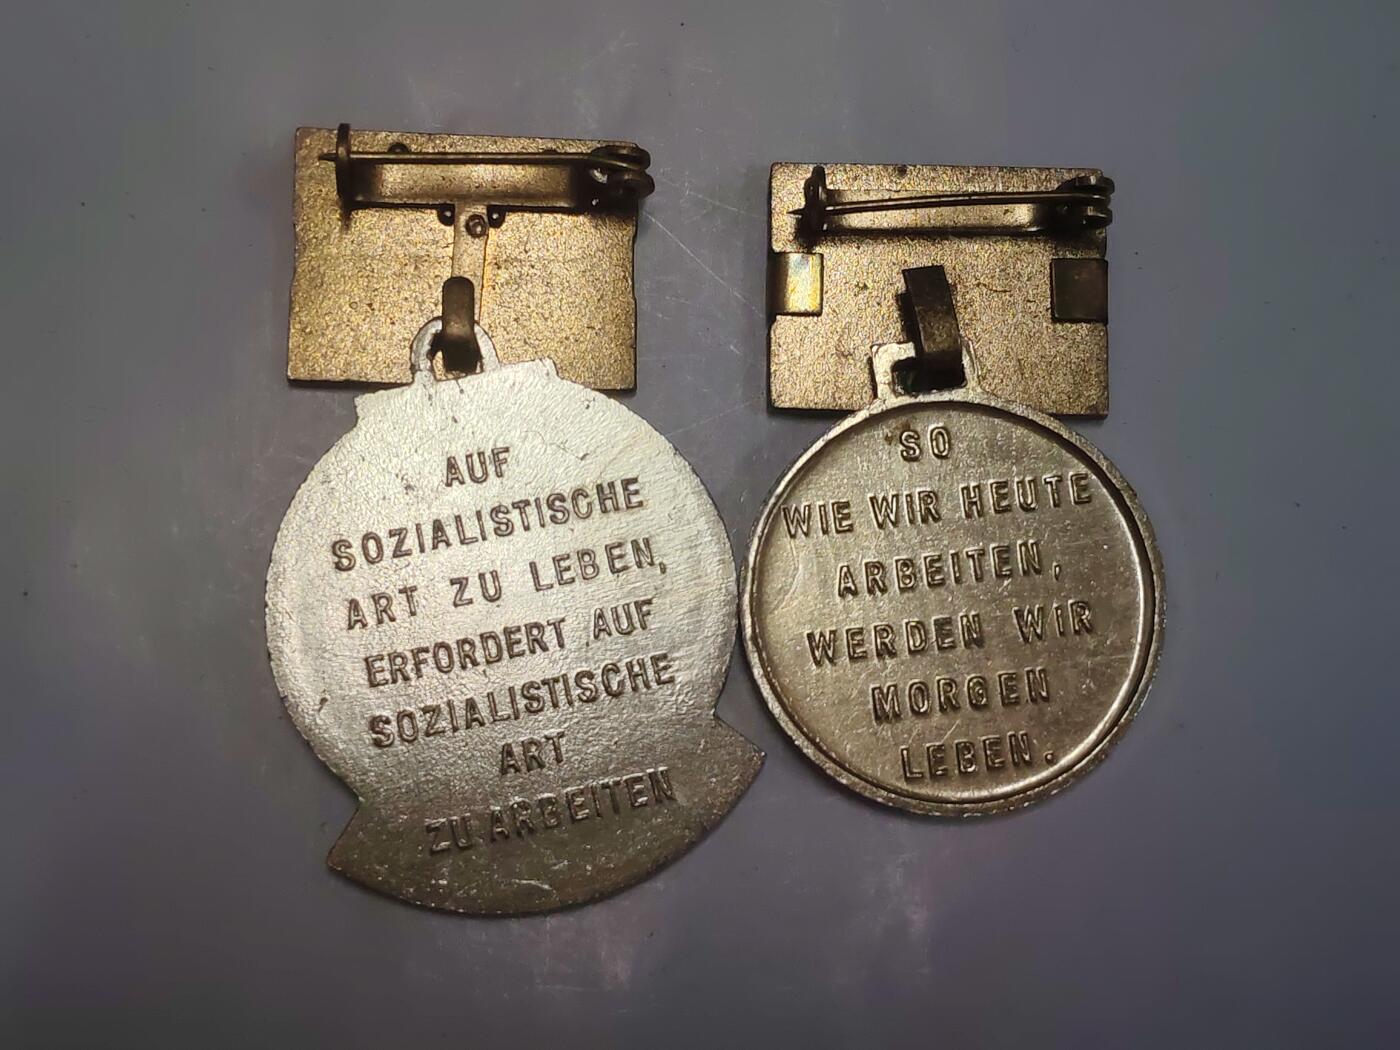 AUF
SOZIALISTISCHE
ART ZU LEBEN,
ERFORDERT AUF
SOZIALISTISCHE
ART
ZU ARBEITEN
SO
WIE WIR HEUTE
ARBEITEN,
WERDEN WIR
MORGEN
LEBEN.